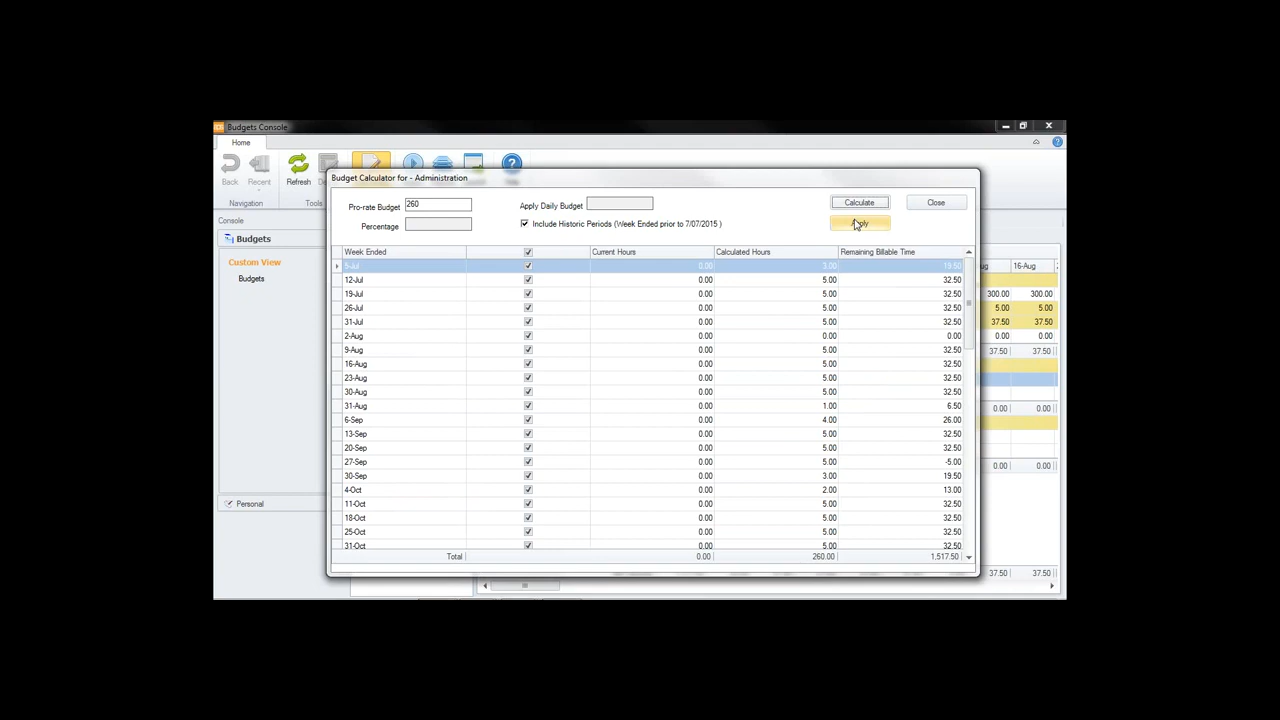 Budgets Console
Home
Back Recent Refresh
Navigation Tools
Console
Budgets
Custom View
Budgets
Personal
Budget Calculator for - Administration
Pro-rate Budget 260 Apply Daily Budget Calculate Close
Percentage Include Historic Periods (Week Ended prior to 7/07/2015 ) Apply
Week Ended Current Hours Calculated Hours Remaining Billable Time
5-Jul 0.00 3.00 19.50
12-Jul 0.00 5.00 32.50
19-Jul 0.00 5.00 32.50
26-Jul 0.00 5.00 32.50
31-Jul 0.00 5.00 32.50
2-Aug 0.00 0.00 0.00
9-Aug 0.00 5.00 32.50
16-Aug 0.00 5.00 32.50
23-Aug 0.00 5.00 32.50
30-Aug 0.00 5.00 32.50
31-Aug 0.00 1.00 6.50
6-Sep 0.00 4.00 26.00
13-Sep 0.00 5.00 32.50
20-Sep 0.00 5.00 32.50
27-Sep 0.00 5.00 -5.00
30-Sep 0.00 3.00 19.50
4-Oct 0.00 2.00 13.00
11-Oct 0.00 5.00 32.50
18-Oct 0.00 5.00 32.50
25-Oct 0.00 5.00 32.50
31-Oct 0.00 5.00 32.50
Total 0.00 260.00 1,517.50
ug 16-Aug
300.00 300.00
5.00 5.00
37.50 37.50
0.00 0.00
37.50 37.50
0.00 0.00
0.00 0.00
37.50 37.50